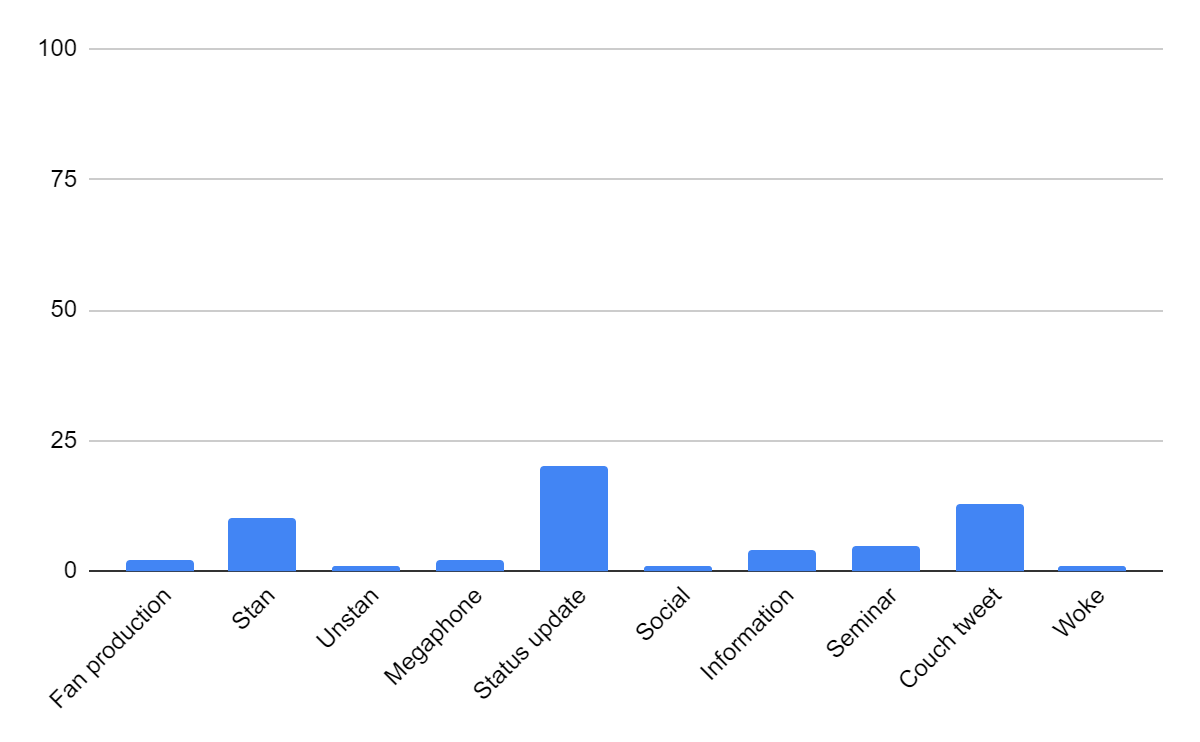 100
75
50
25
0
Fan production
Stan
Unstan
Megaphone
Status update
Social
Information
Seminar
Couch tweet
Woke